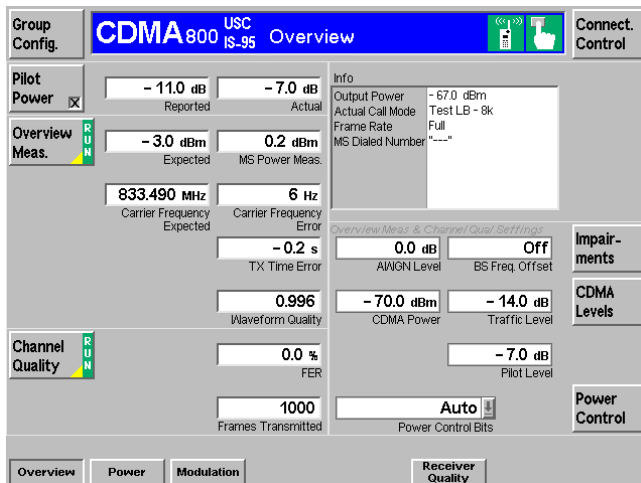 Group Config.
CDMA 800 USC IS-95 Overview
Connect. Control
Pilot Power
- 11.0 dB
Reported
- 7.0 dB
Actual
Info
Output Power - 67.0 dBm
Actual Call Mode Test LB - 8k
Frame Rate Full
MS Dialed Number "---"
Overview Meas.
RUN
- 3.0 dBm
Expected
0.2 dBm
MS Power Meas.
833.490 MHz
Carrier Frequency Expected
6 Hz
Carrier Frequency Error
- 0.2 s
TX Time Error
0.996
Waveform Quality
Overview Meas & Channel Qual. Settings
0.0 dB
AWGN Level
Off
BS Freq. Offset
Impair-
ments
- 70.0 dBm
CDMA Power
- 14.0 dB
Traffic Level
CDMA Levels
Channel Quality
RUN
0.0 %
FER
- 7.0 dB
Pilot Level
1000
Frames Transmitted
Auto
Power Control Bits
Power Control
Overview
Power
Modulation
Receiver Quality